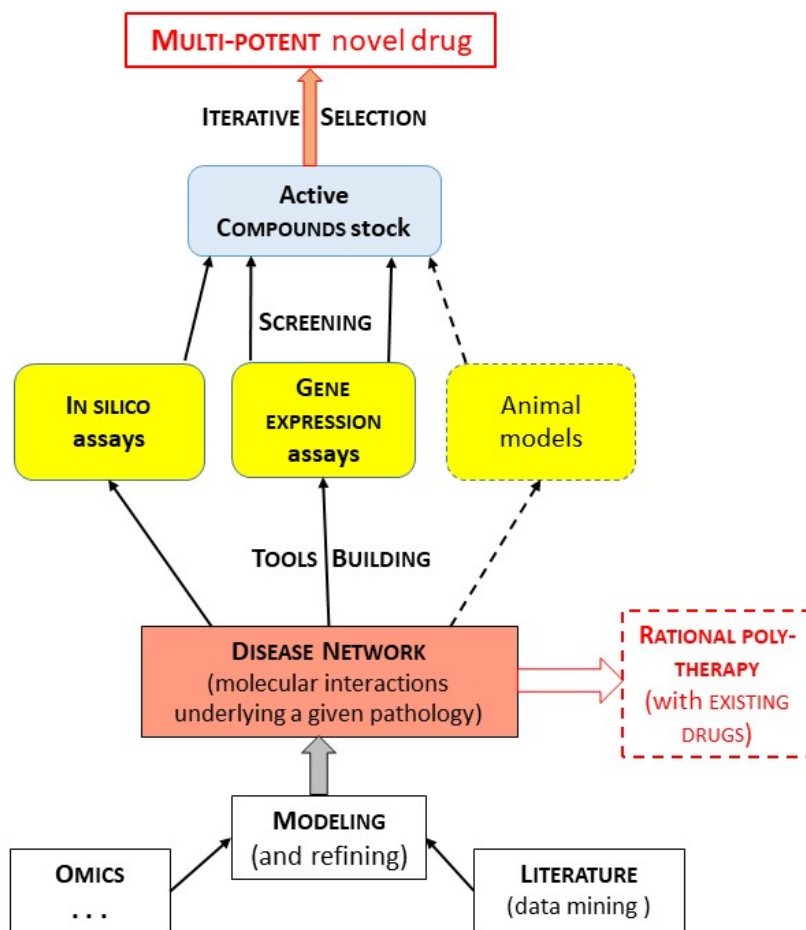 MULTI-POTENT novel drug
ITERATIVE SELECTION
Active
COMPOUNDS stock
SCREENING
IN SILICO
assays
GENE
EXPRESSION
assays
Animal
models
TOOLS BUILDING
DISEASE NETWORK
(molecular interactions
underlying a given pathology)
RATIONAL POLY-
THERAPY
(with EXISTING
DRUGS)
MODELING
(and refining)
OMICS
. . .
LITERATURE
(data mining )